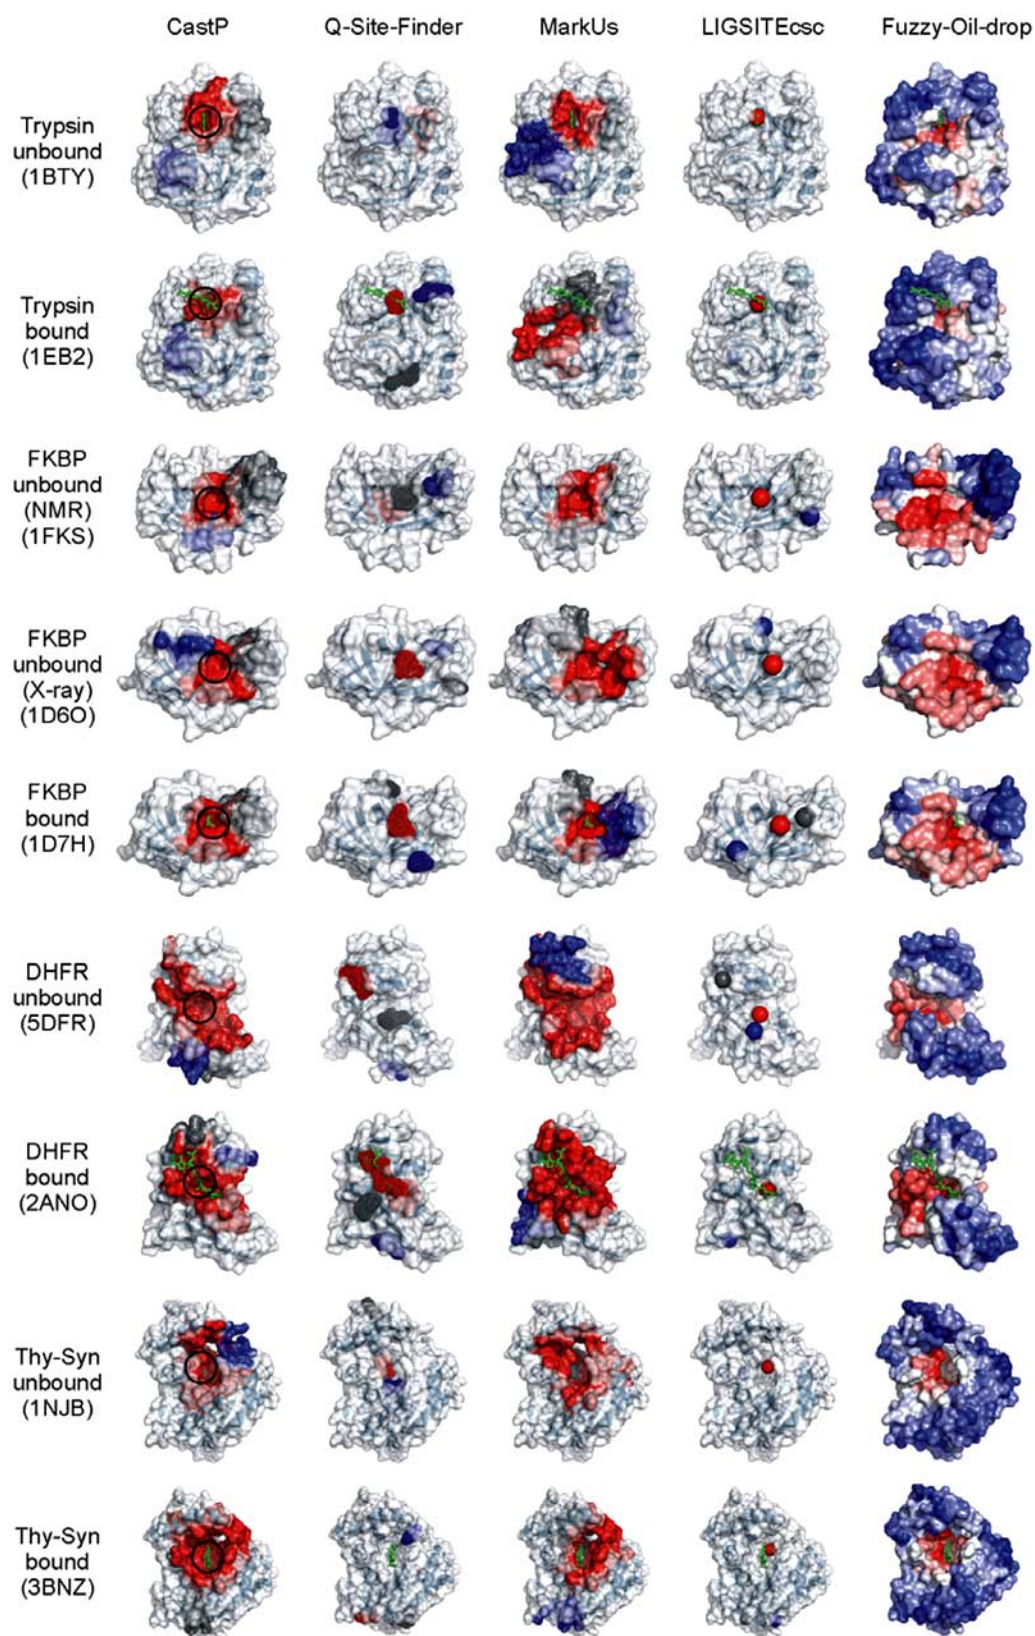 CastP Q-Site-Finder MarkUs LIGSITEcsc Fuzzy-Oil-drop
Trypsin
unbound
(1BTY)
Trypsin
bound
(1EB2)
FKBP
unbound
(NMR)
(1FKS)
FKBP
unbound
(X-ray)
(1D6O)
FKBP
bound
(1D7H)
DHFR
unbound
(5DFR)
DHFR
bound
(2ANO)
Thy-Syn
unbound
(1NJB)
Thy-Syn
bound
(3BNZ)